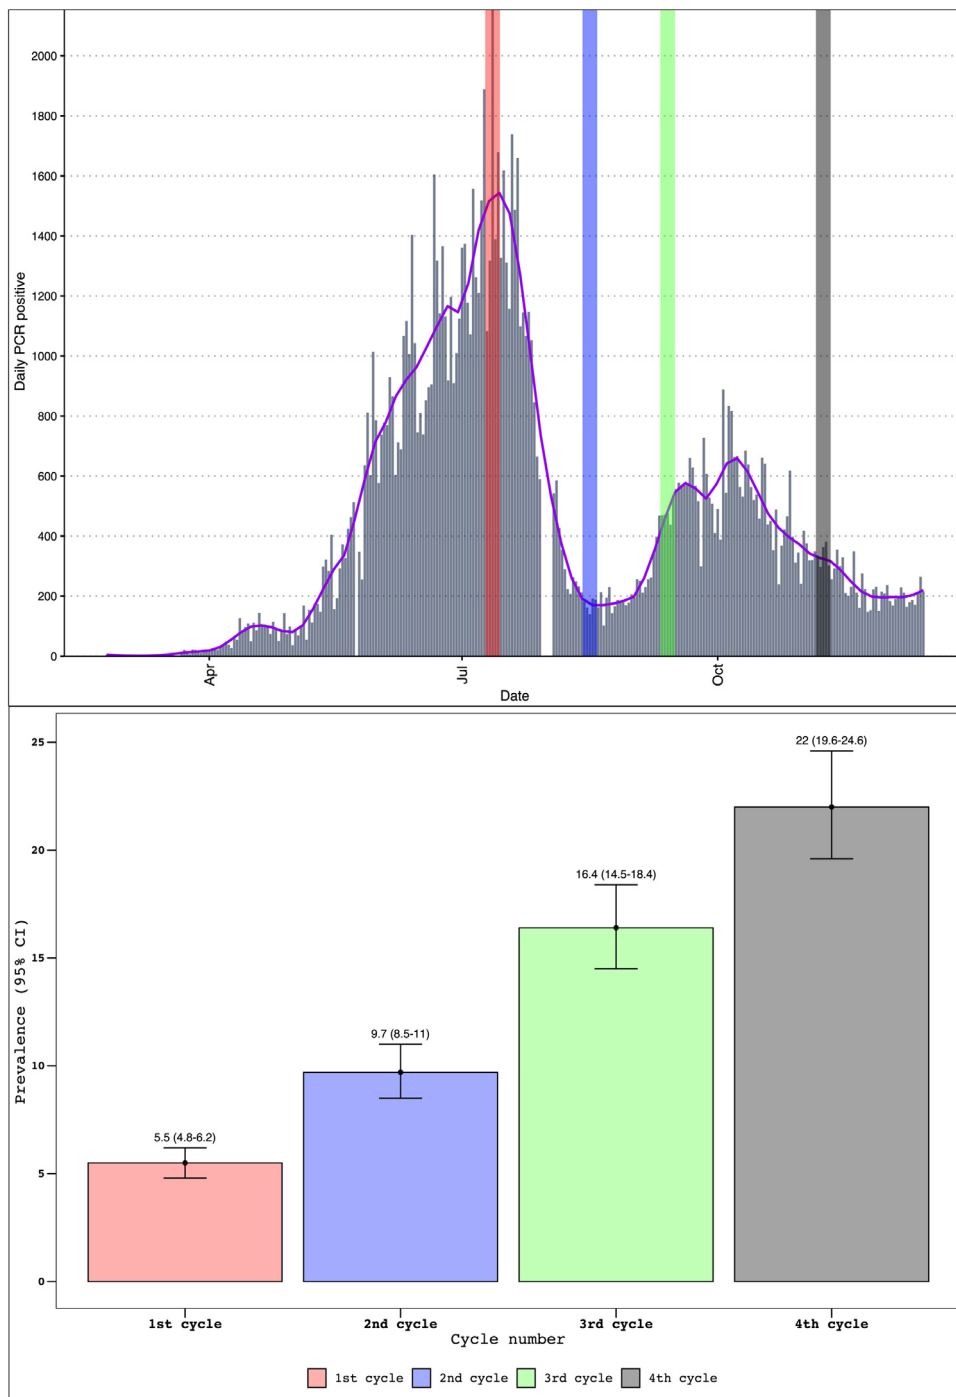 2000
1800
1600
1400
1200
1000
800
600
400
200
0
Daily PCR positive
Apr
Jul
Oct
Date
25
20
15
10
5
0
Prevalence (95% CI)
22 (19.6-24.6)
16.4 (14.5-18.4)
9.7 (8.5-11)
5.5 (4.8-6.2)
1st cycle 2nd cycle 3rd cycle 4th cycle
Cycle number
1st cycle 2nd cycle 3rd cycle 4th cycle